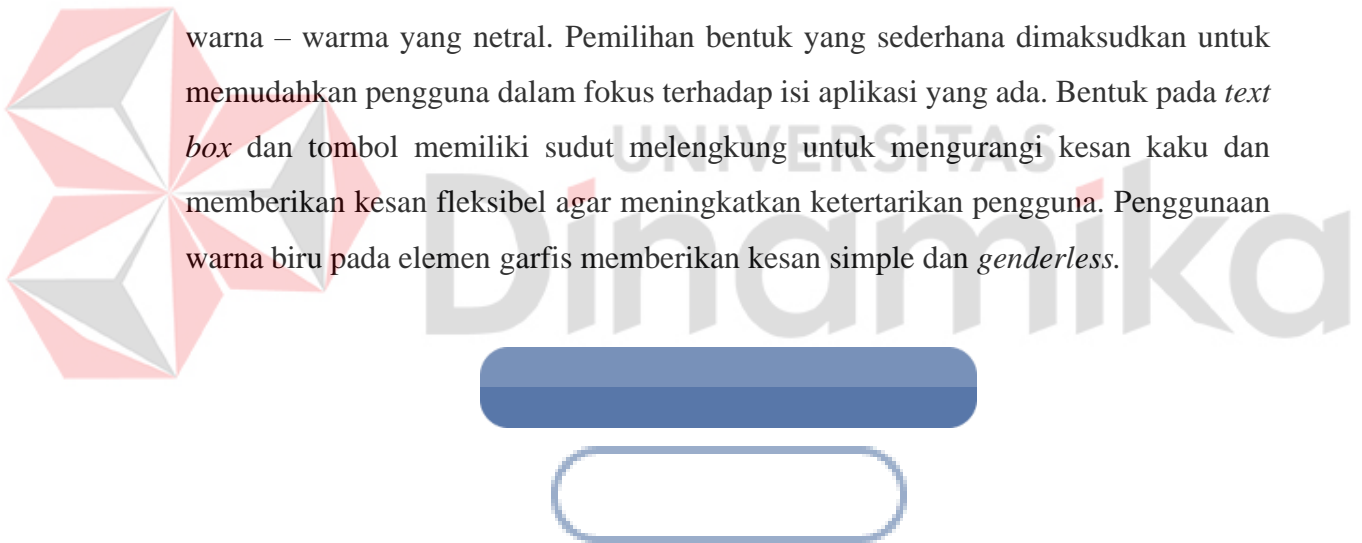 warna – warma yang netral. Pemilihan bentuk yang sederhana dimaksudkan untuk
memudahkan pengguna dalam fokus terhadap isi aplikasi yang ada. Bentuk pada text
box dan tombol memiliki sudut melengkung untuk mengurangi kesan kaku dan
memberikan kesan fleksibel agar meningkatkan ketertarikan pengguna. Penggunaan
warna biru pada elemen garfis memberikan kesan simple dan genderless.
UNIVERSITAS
Dinamika